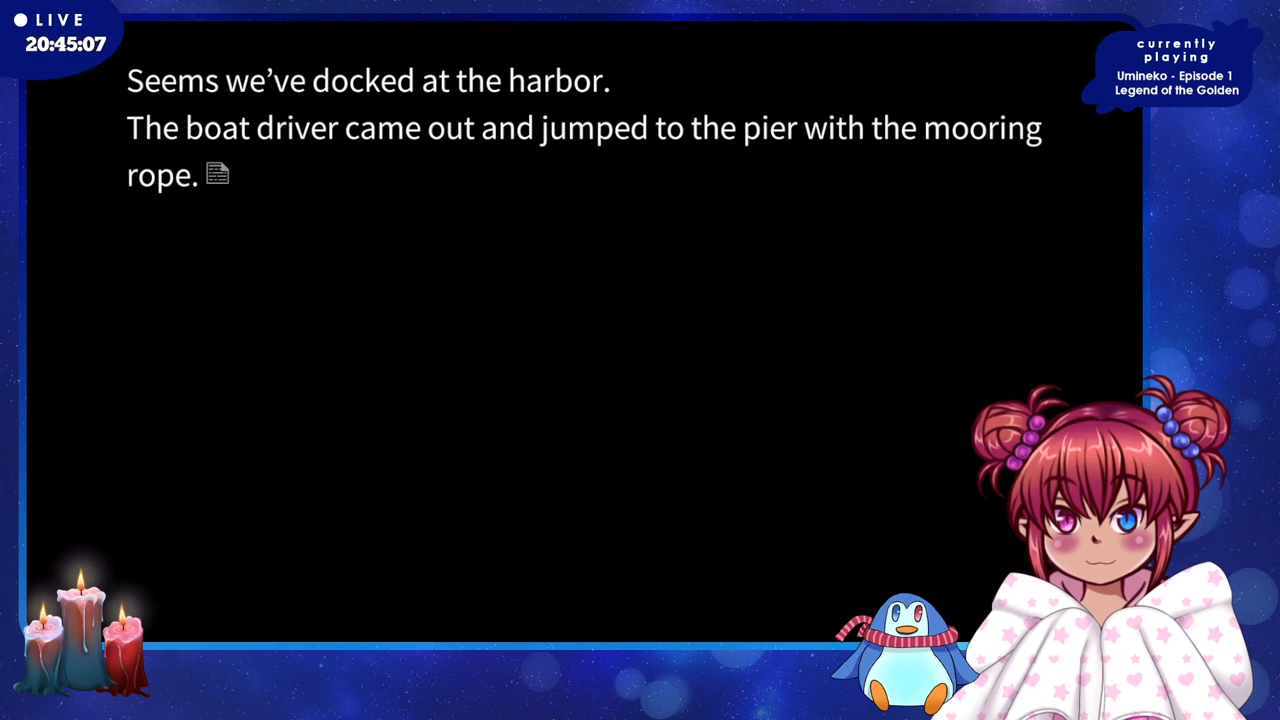 LIVE
20:45:07
currently
playing
Umineko - Episode 1
Legend of the Golden
Seems we’ve docked at the harbor.
The boat driver came out and jumped to the pier with the mooring
rope.